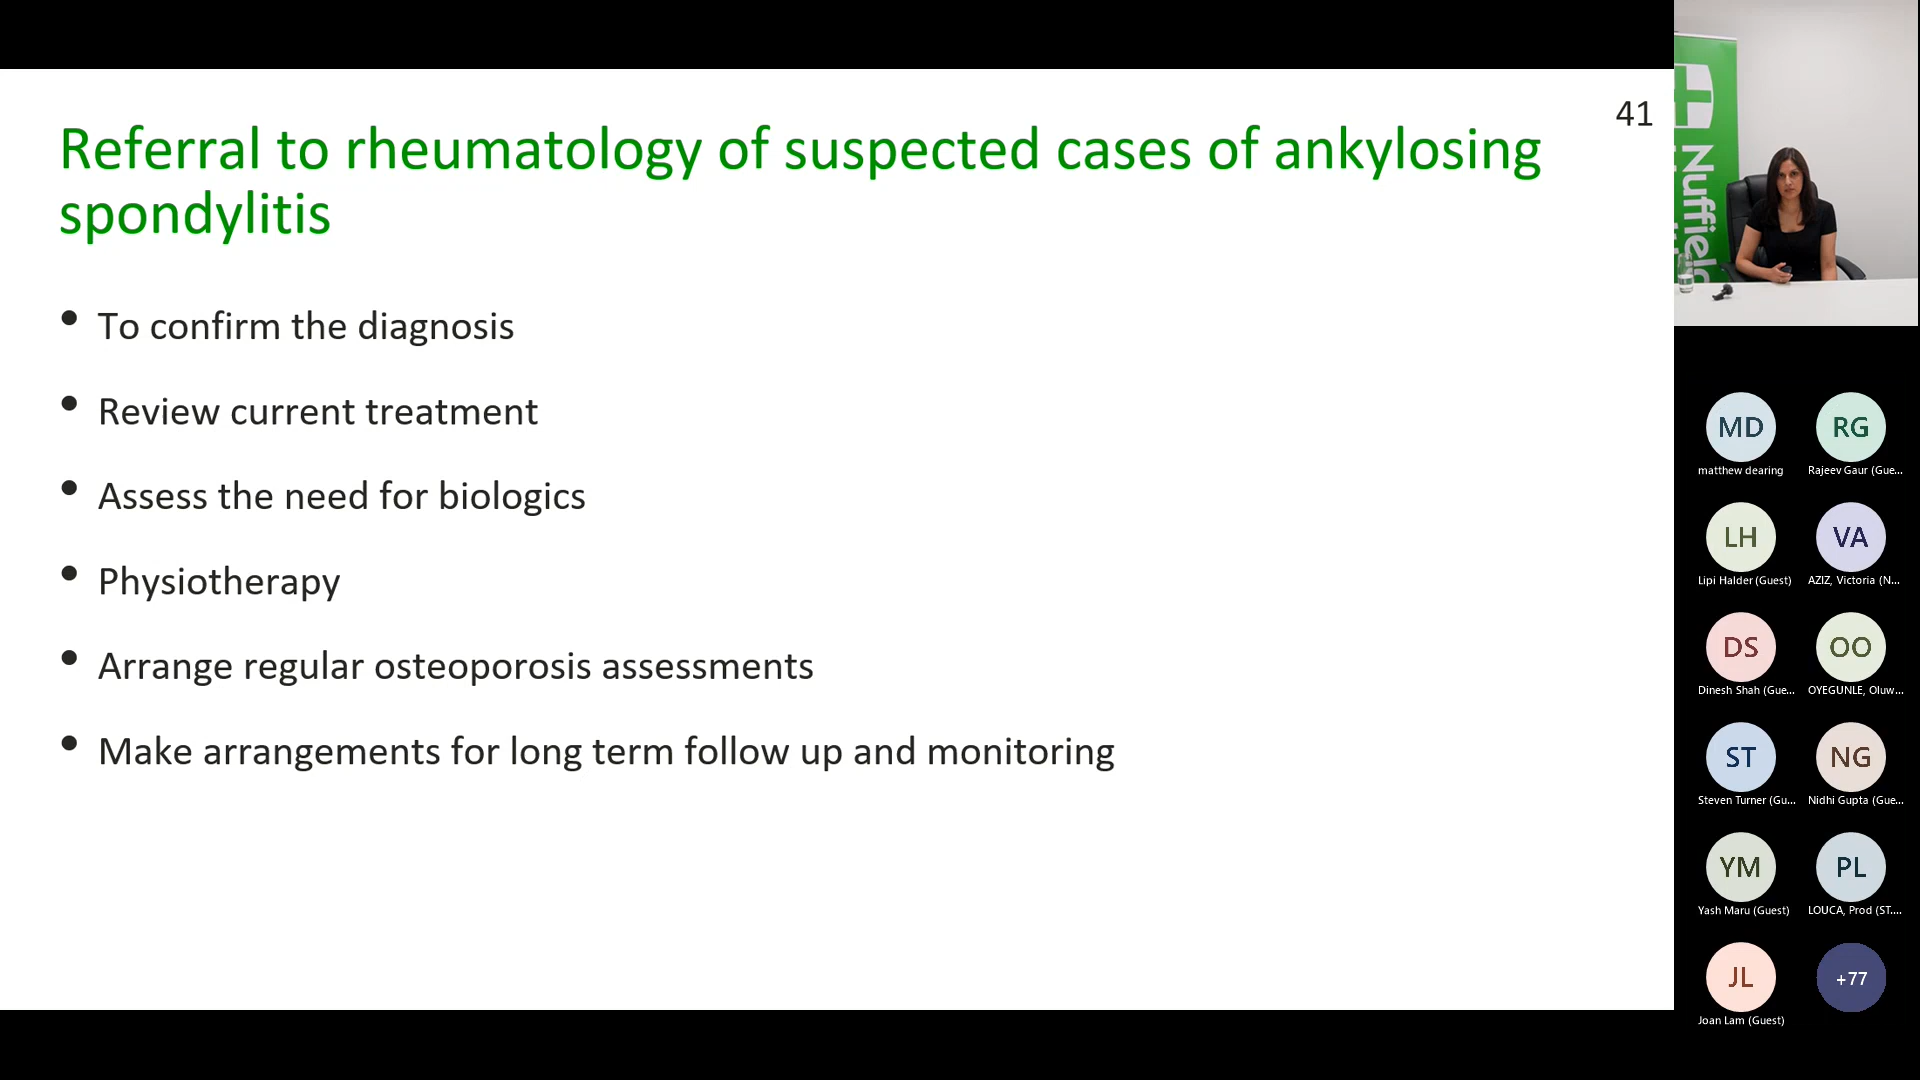 41
Referral to rheumatology of suspected cases of ankylosing
spondylitis
• To confirm the diagnosis
• Review current treatment
• Assess the need for biologics
• Physiotherapy
• Arrange regular osteoporosis assessments
• Make arrangements for long term follow up and monitoring
Nuffield
MD
RG
matthew dearing
Rajeev Gaur (Gue...
LH
VA
Lipi Halder (Guest)
AZIZ, Victoria (N...
DS
OO
Dinesh Shah (Gue...
OYEGUNLE, Oluw...
ST
NG
Steven Turner (Gu...
Nidhi Gupta (Gue...
YM
PL
Yash Maru (Guest)
LOUCA, Prod (ST....
JL
+77
Joan Lam (Guest)